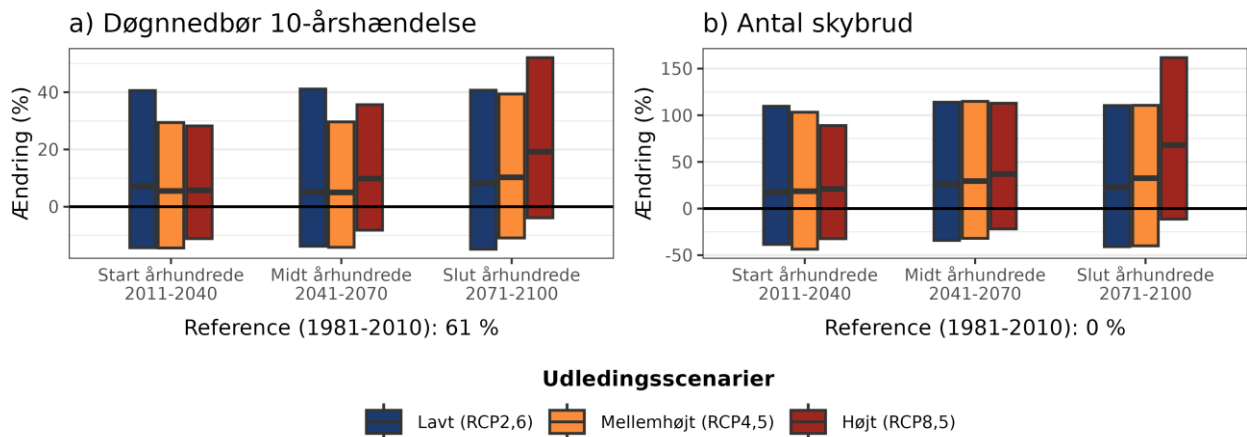 a) Døgnnedbør 10-årshændelse
Ændring (%)
40
20
0
Start århundrede
2011-2040
Midt århundrede
2041-2070
Slut århundrede
2071-2100
Reference (1981-2010): 61 %
b) Antal skybrud
Ændring (%)
150
100
50
0
-50
Start århundrede
2011-2040
Midt århundrede
2041-2070
Slut århundrede
2071-2100
Reference (1981-2010): 0 %
Udledingsscenarier
Lavt (RCP2,6)
Mellemhøjt (RCP4,5)
Højt (RCP8,5)